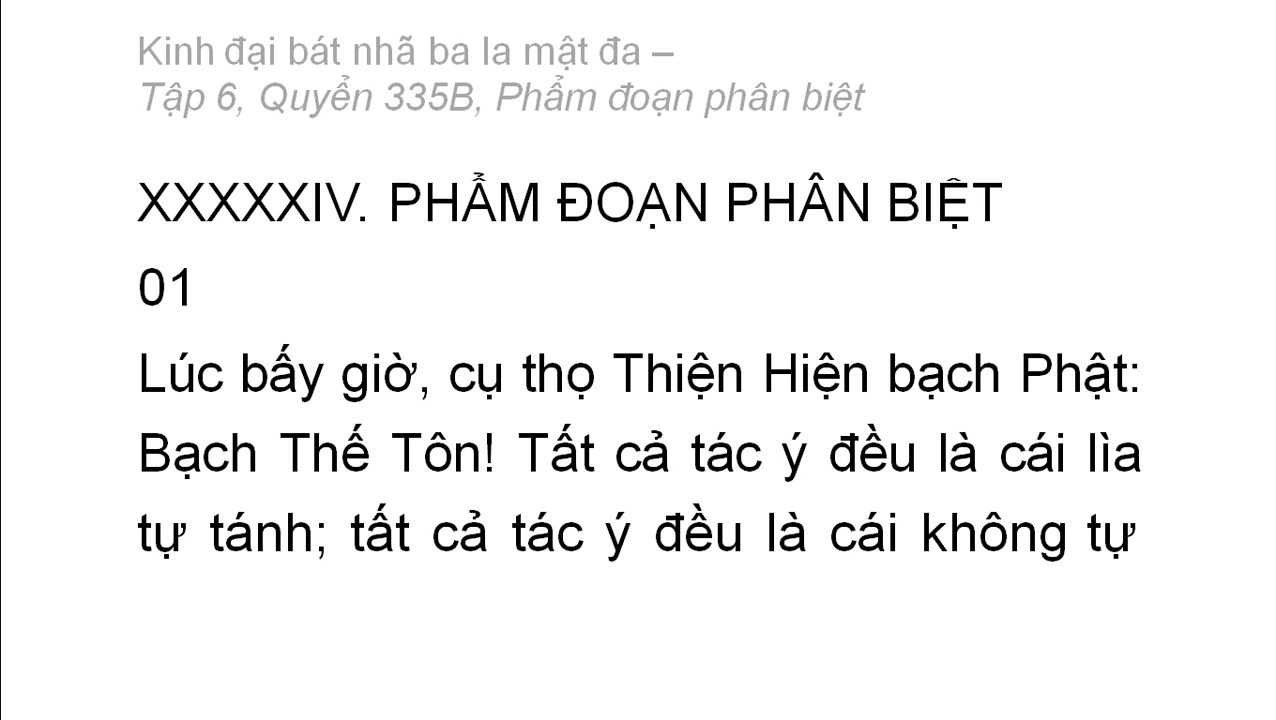 Kinh đại bát nhã ba la mật đa –
Tập 6, Quyển 335B, Phẩm đoạn phân biệt
XXXXXIV. PHẨM ĐOẠN PHÂN BIỆT
01
Lúc bấy giờ, cụ thọ Thiện Hiện bạch Phật:
Bạch Thế Tôn! Tất cả tác ý đều là cái lìa
tự tánh; tất cả tác ý đều là cái không tự